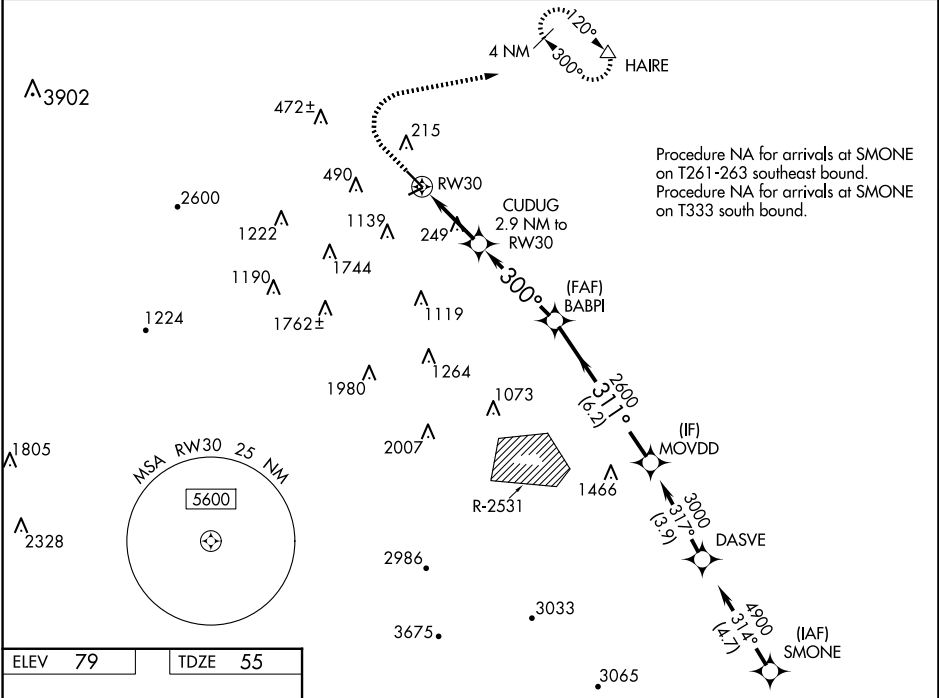 120°
300°
4 NM
HAIRE
3902
472±
215
Procedure NA for arrivals at SMONE
on T261-263 southeast bound.
Procedure NA for arrivals at SMONE
on T333 south bound.
490
RW30
2600
CUDUG
2.9 NM to
RW30
1222
1139
249
1744
1190
300°
(FAF)
BABPI
1762±
1119
1224
1264
1980
2600
311°
(6.2)
1073
(IF)
MOVDD
2007
1805
MSA RW30 25 NM
5600
R-2531
1466
3000
317°
(3.9)
DASVE
2328
2986
4900
314°
(4.7)
(IAF)
SMONE
3033
3675
3065
ELEV 79
TDZE 55